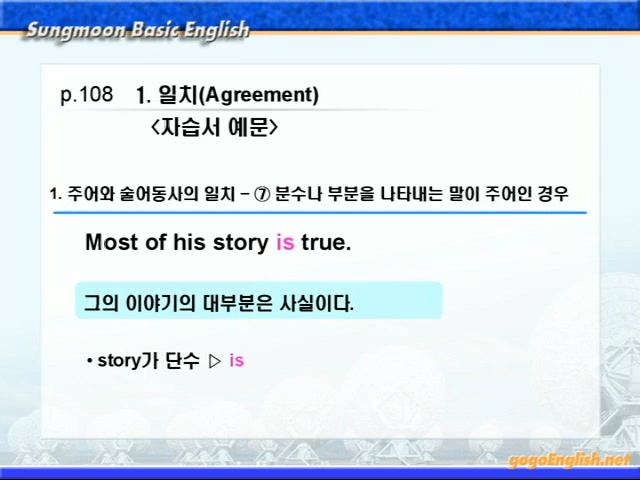 Sungmoon Basic English
p.108 1. 일치(Agreement)
<자습서 예문>
1. 주어와 술어동사의 일치 - ⑦ 분수나 부분을 나타내는 말이 주어인 경우
Most of his story is true.
그의 이야기의 대부분은 사실이다.
• story가 단수 ▷ is
gogoEnglish.net